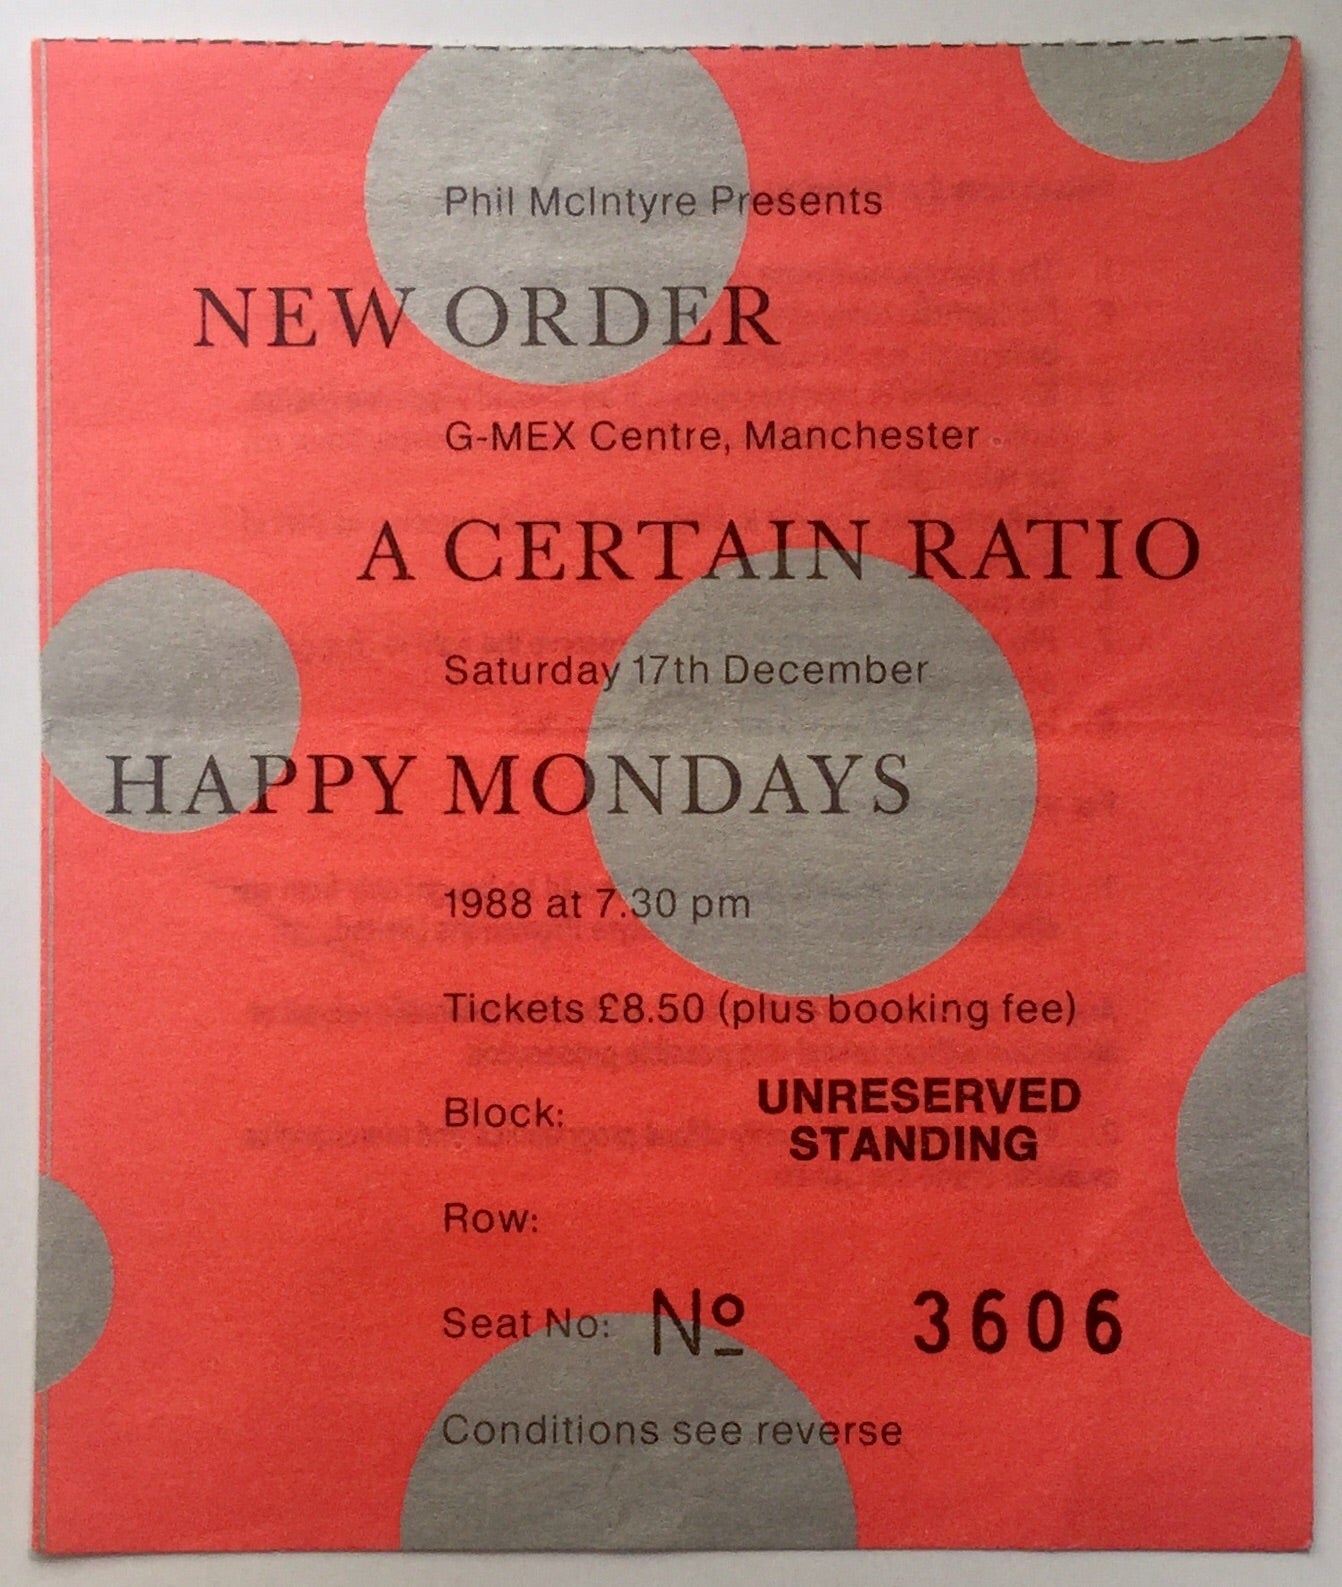 Phil McIntyre Presents
NEW ORDER
G-MEX Centre, Manchester
A CERTAIN RATIO
Saturday 17th December
HAPPY MONDAYS
1988 at 7.30 pm
Tickets £8.50 (plus booking fee)
Block: UNRESERVED
STANDING
Row:
Seat No: Nº 3606
Conditions see reverse